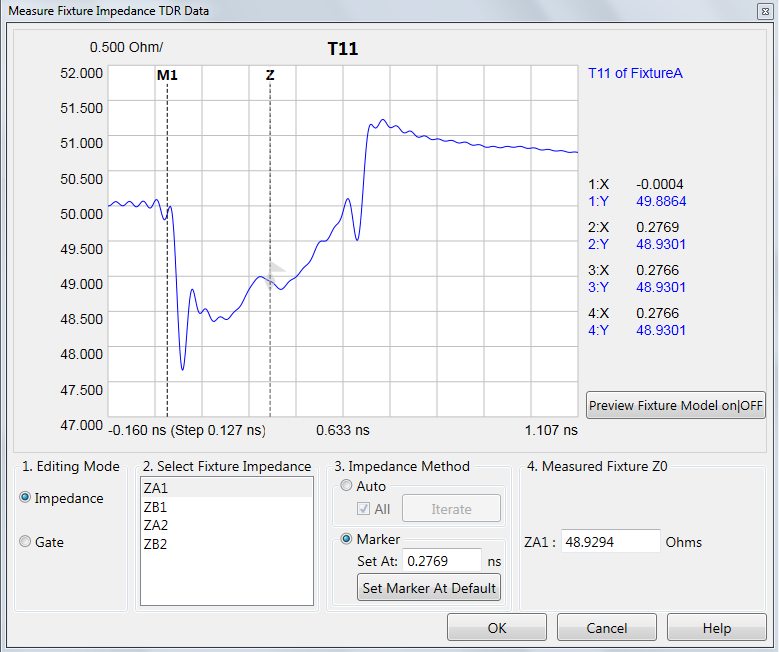 Measure Fixture Impedance TDR Data
0.500 Ohm/
T11
52.000
51.500
51.000
50.500
50.000
49.500
49.000
48.500
48.000
47.500
47.000
M1
Z
-0.160 ns (Step 0.127 ns)
0.633 ns
1.107 ns
T11 of FixtureA
1:X -0.0004
1:Y 49.8864
2:X 0.2769
2:Y 48.9301
3:X 0.2766
3:Y 48.9301
4:X 0.2766
4:Y 48.9301
Preview Fixture Model on|OFF
1. Editing Mode
Impedance
Gate
2. Select Fixture Impedance
ZA1
ZB1
ZA2
ZB2
3. Impedance Method
Auto
All
Iterate
Marker
Set At: 0.2769 ns
Set Marker At Default
4. Measured Fixture Z0
ZA1 : 48.9294 Ohms
OK
Cancel
Help